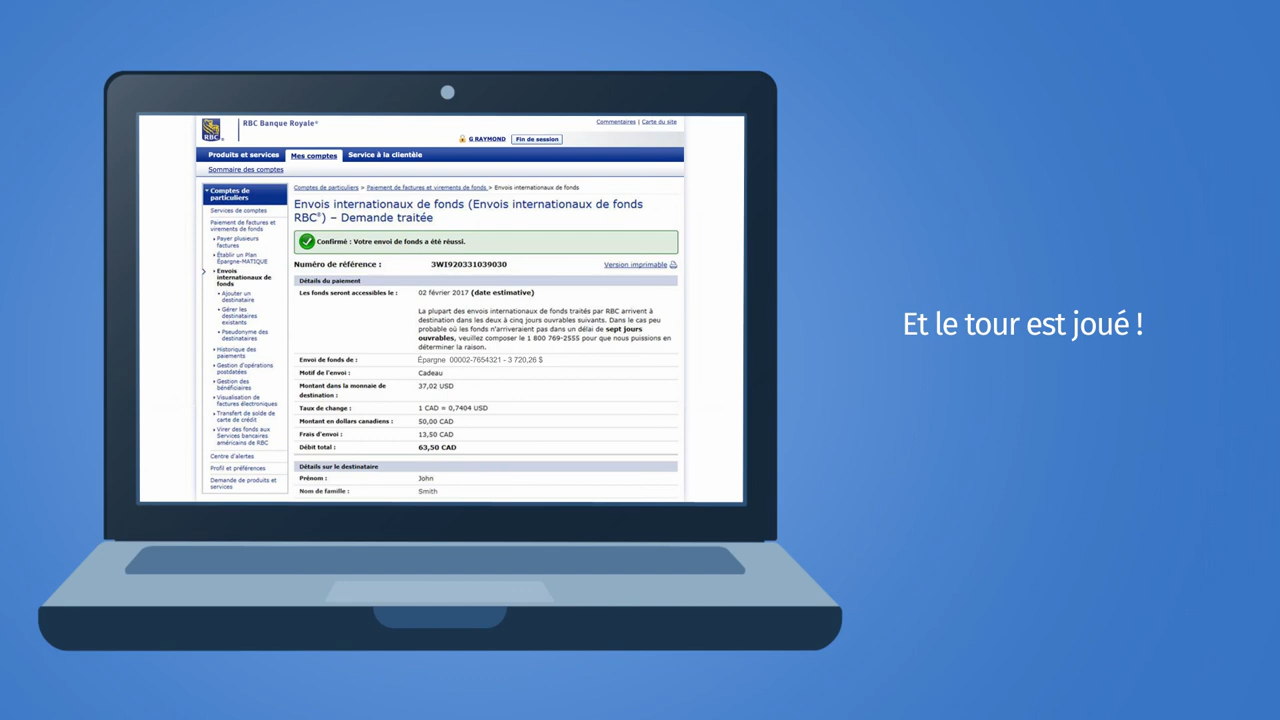 RBC
RBC Banque Royale®
Commentaires | Carte du site
G RAYMOND Fin de session
Produits et services Mes comptes Service à la clientèle
Sommaire des comptes
Comptes de
particuliers
Services de comptes
Paiement de factures et
virements de fonds
Payer plusieurs
factures
Établir un Plan
Épargne-MATIQUE
Envois
internationaux de
fonds
Ajouter un
destinataire
Gérer les
destinataires
existants
Pseudonyme des
destinataires
Historique des
paiements
Gestion d'opérations
postdatées
Gestion des
bénéficiaires
Visualisation de
factures électroniques
Transfert de solde de
carte de crédit
Virer des fonds aux
Services bancaires
américains de RBC
Centre d'alertes
Profil et préférences
Demande de produits et
services
Comptes de particuliers > Paiement de factures et virements de fonds > Envois internationaux de fonds
Envois internationaux de fonds (Envois internationaux de fonds
RBC®) – Demande traitée
Confirmé : Votre envoi de fonds a été réussi.
Numéro de référence : 3WI920331039030 Version imprimable
Détails du paiement
Les fonds seront accessibles le : 02 février 2017 (date estimative)
La plupart des envois internationaux de fonds traités par RBC arrivent à
destination dans les deux à cinq jours ouvrables suivants. Dans le cas peu
probable où les fonds n'arriveraient pas dans un délai de sept jours
ouvrables, veuillez composer le 1 800 769-2555 pour que nous puissions en
déterminer la raison.
Envoi de fonds de : Épargne 00002-7654321 - 3 720,26 $
Motif de l'envoi : Cadeau
Montant dans la monnaie de
destination : 37,02 USD
Taux de change : 1 CAD = 0,7404 USD
Montant en dollars canadiens : 50,00 CAD
Frais d'envoi : 13,50 CAD
Débit total : 63,50 CAD
Détails sur le destinataire
Prénom : John
Nom de famille : Smith
Et le tour est joué !